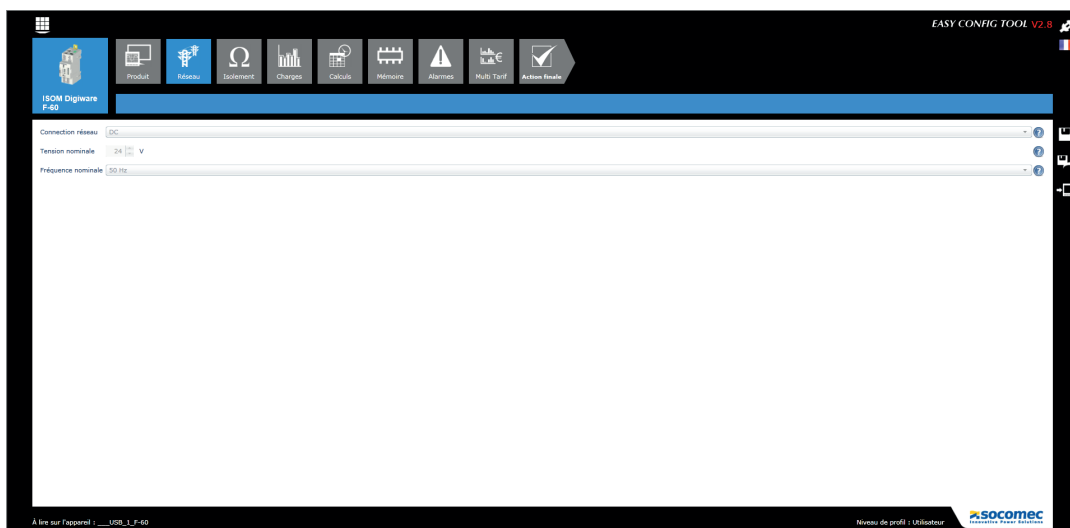 EASY CONFIG TOOL V2.8
Produit
Réseau
Isolement
Charges
Calculs
Mémoire
Alarmes
Multi Tarif
Action finale
ISOM Digiware
F-60
Connection réseau DC
Tension nominale 24 V
Fréquence nominale 50 Hz
À lire sur l'appareil : ___USB_1_F-60
Niveau de profil : Utilisateur
socomec
Innovative Power Solutions